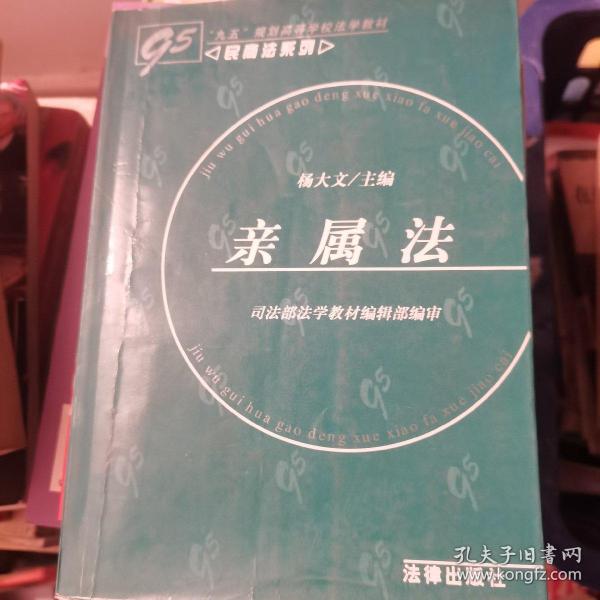 95
"九五"规划高等学校法学教材
民商法系列
jiu wu gui hua gao deng xue xiao fa xue jiao cai
杨大文/主编
亲属法
司法部法学教材编辑部编审
jiu wu gui hua gao deng xue xiao fa xue jiao cai
法律出版社
孔夫子旧书网
www.kongfz.com